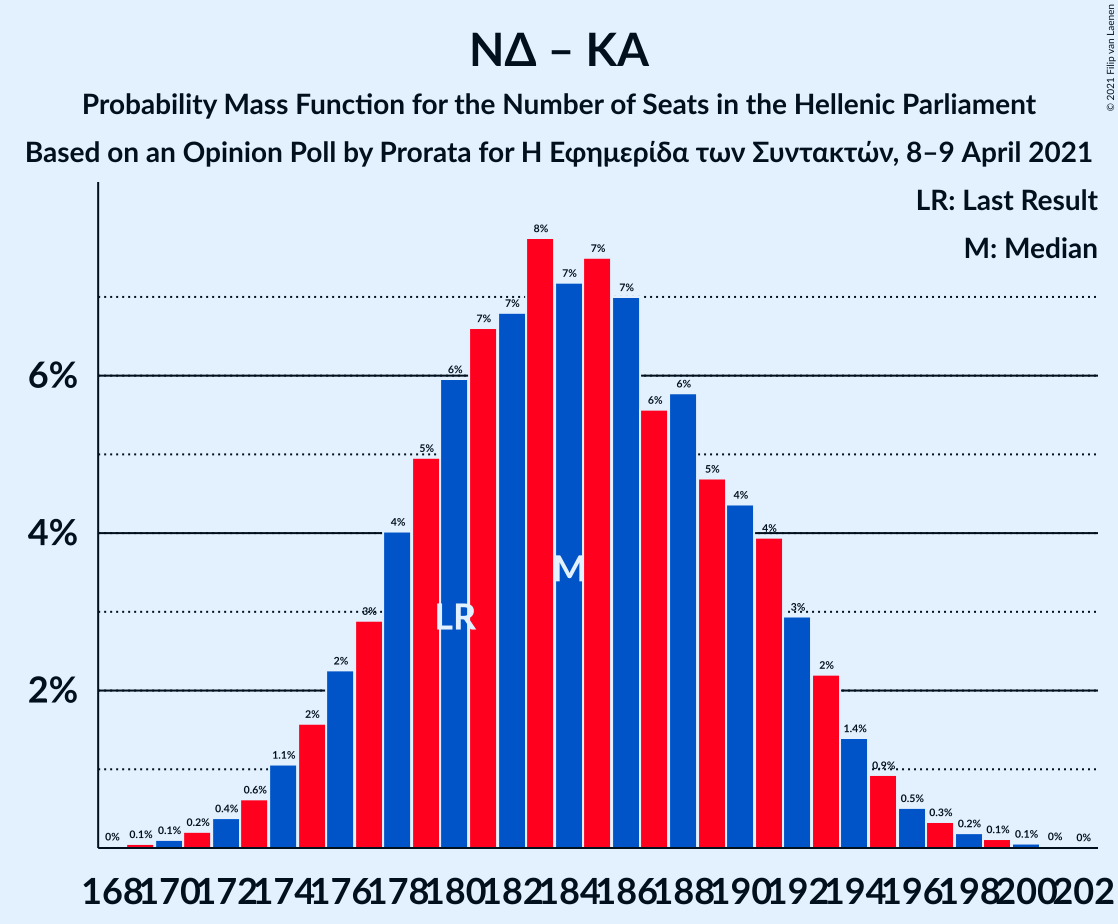 ΝΔ – ΚΑ
Probability Mass Function for the Number of Seats in the Hellenic Parliament
Based on an Opinion Poll by Prorata for Η Εφημερίδα των Συντακτών, 8–9 April 2021
© 2021 Filip van Laenen
LR: Last Result
M: Median
6%
4%
2%
0% 0.1% 0.1% 0.2% 0.4% 0.6% 1.1% 2% 2% 3% 4% 5% 6% 7% 7% 8% 7% 7% 7% 6% 6% 5% 4% 4% 3% 2% 1.4% 0.9% 0.5% 0.3% 0.2% 0.1% 0.1% 0% 0%
M
LR
168 170 172 174 176 178 180 182 184 186 188 190 192 194 196 198 200 202